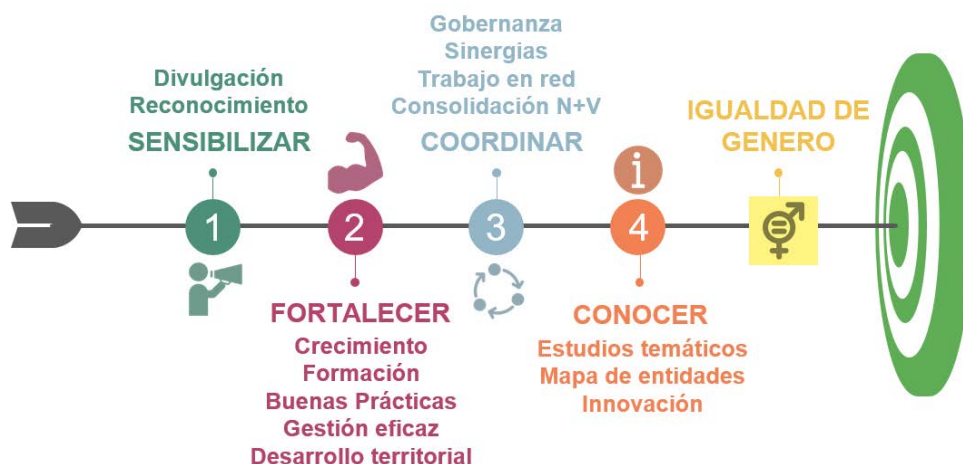 Divulgación
Reconocimiento
SENSIBILIZAR
1
2
FORTALECER
Crecimiento
Formación
Buenas Prácticas
Gestión eficaz
Desarrollo territorial
Gobernanza
Sinergias
Trabajo en red
Consolidación N+V
COORDINAR
3
i
4
CONOCER
Estudios temáticos
Mapa de entidades
Innovación
IGUALDAD DE
GENERO